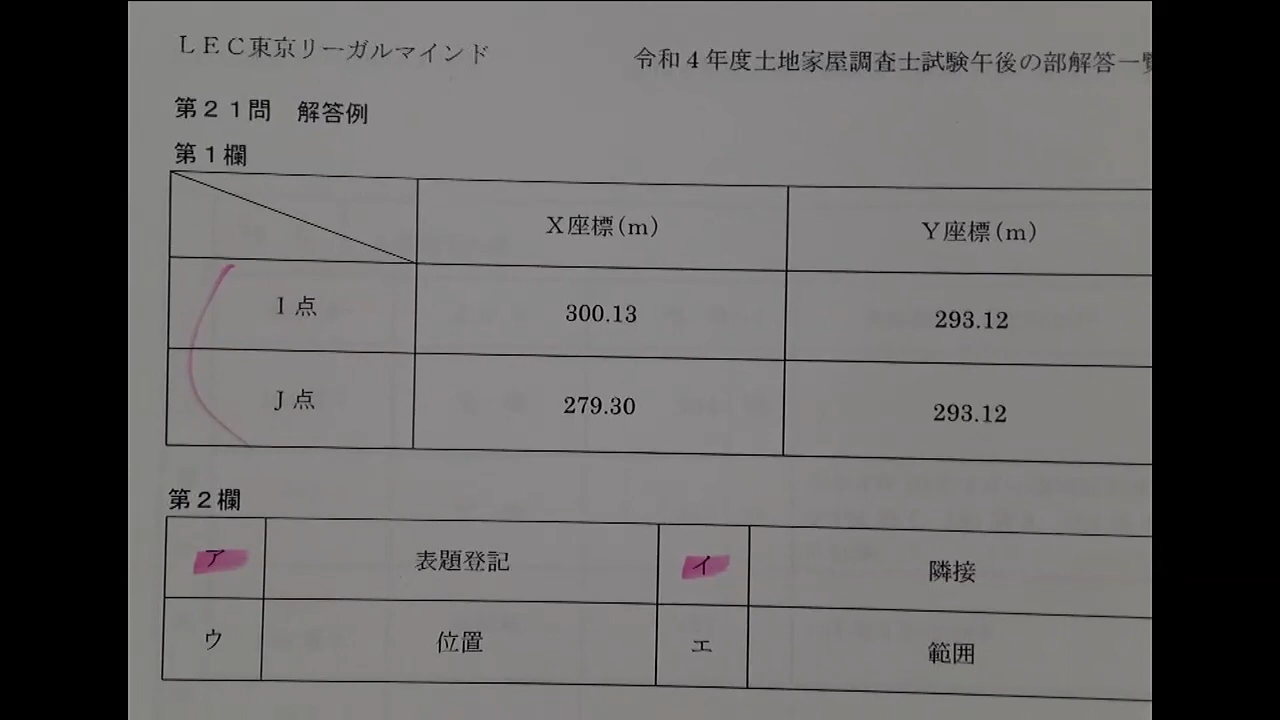 ＬＥＣ東京リーガルマインド
令和４年度土地家屋調査士試験午後の部解答一覧
第２１問　解答例
第１欄
Ｘ座標(ｍ) Ｙ座標(ｍ)
Ｉ点 300.13 293.12
Ｊ点 279.30 293.12
第２欄
ア 表題登記 イ 隣接
ウ 位置 エ 範囲